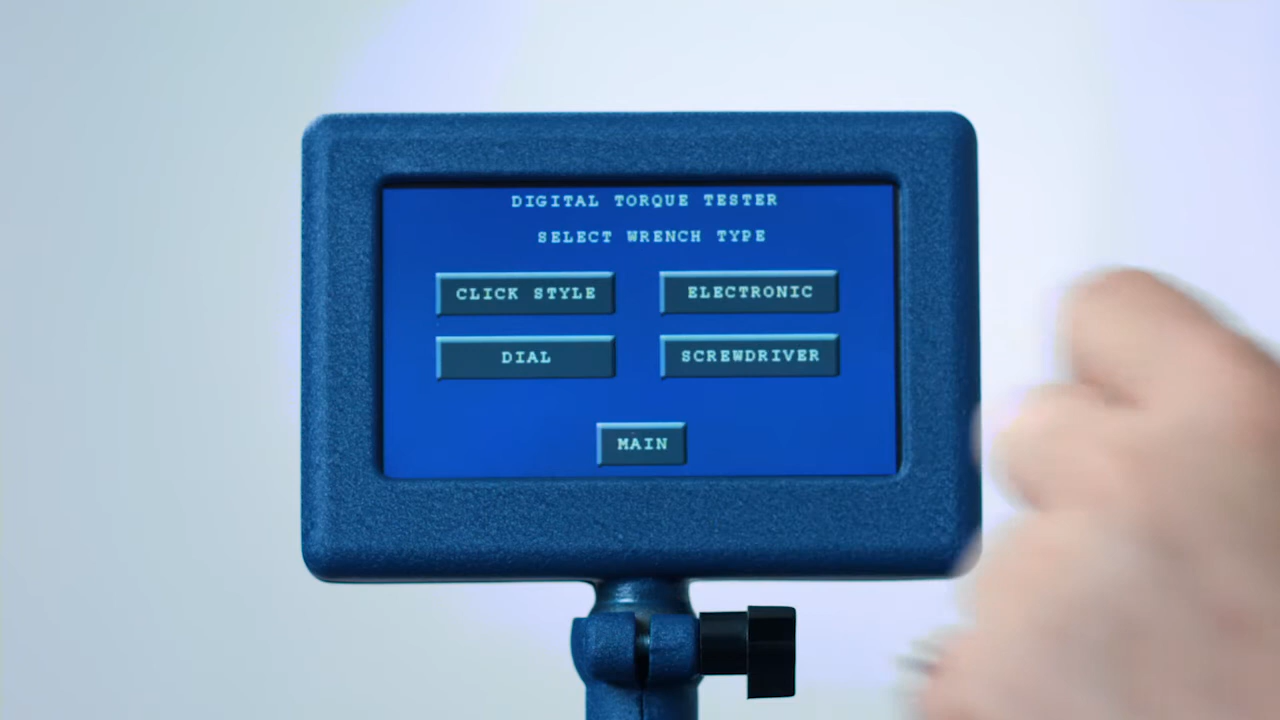 DIGITAL TORQUE TESTER
SELECT WRENCH TYPE
CLICK STYLE
ELECTRONIC
DIAL
SCREWDRIVER
MAIN